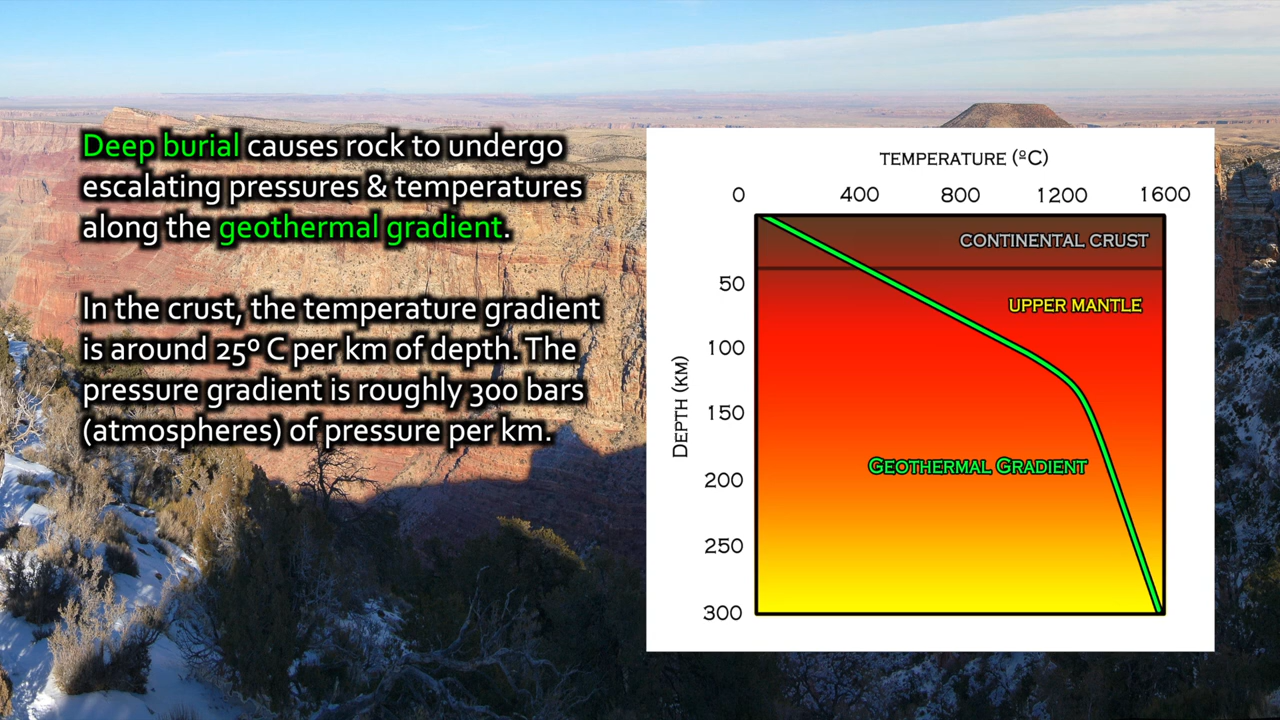 Deep burial causes rock to undergo
escalating pressures & temperatures
along the geothermal gradient.
In the crust, the temperature gradient
is around 25º C per km of depth. The
pressure gradient is roughly 300 bars
(atmospheres) of pressure per km.
TEMPERATURE (ºC)
0 400 800 1200 1600
CONTINENTAL CRUST
50
UPPER MANTLE
100
DEPTH (KM)
150
GEOTHERMAL GRADIENT
200
250
300